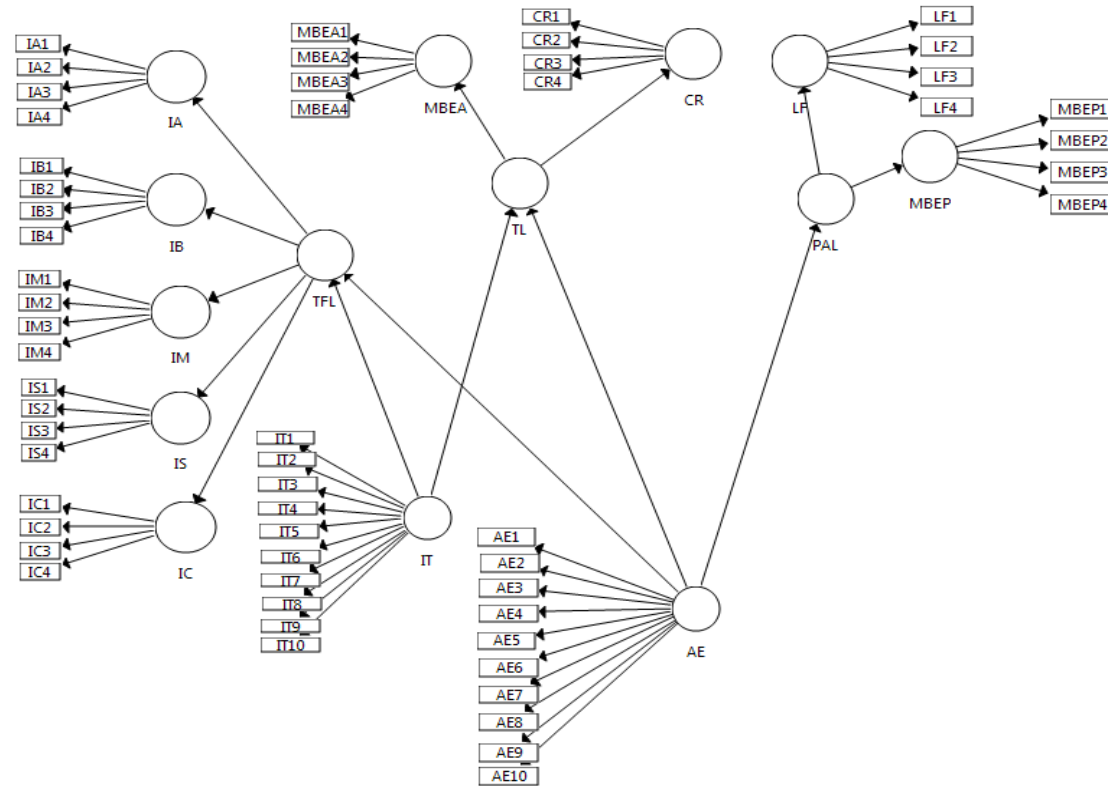 IA1
IA2
IA3
IA4
IA
MBEA1
MBEA2
MBEA3
MBEA4
MBEA
CR1
CR2
CR3
CR4
CR
LF1
LF2
LF3
LF4
LF
MBEP1
MBEP2
MBEP3
MBEP4
MBEP
IB1
IB2
IB3
IB4
IB
TL
PAL
TFL
IM1
IM2
IM3
IM4
IM
IS1
IS2
IS3
IS4
IS
IC1
IC2
IC3
IC4
IC
IT1
IT2
IT3
IT4
IT5
IT6
IT7
IT8
IT9
IT10
IT
AE1
AE2
AE3
AE4
AE5
AE6
AE7
AE8
AE9
AE10
AE